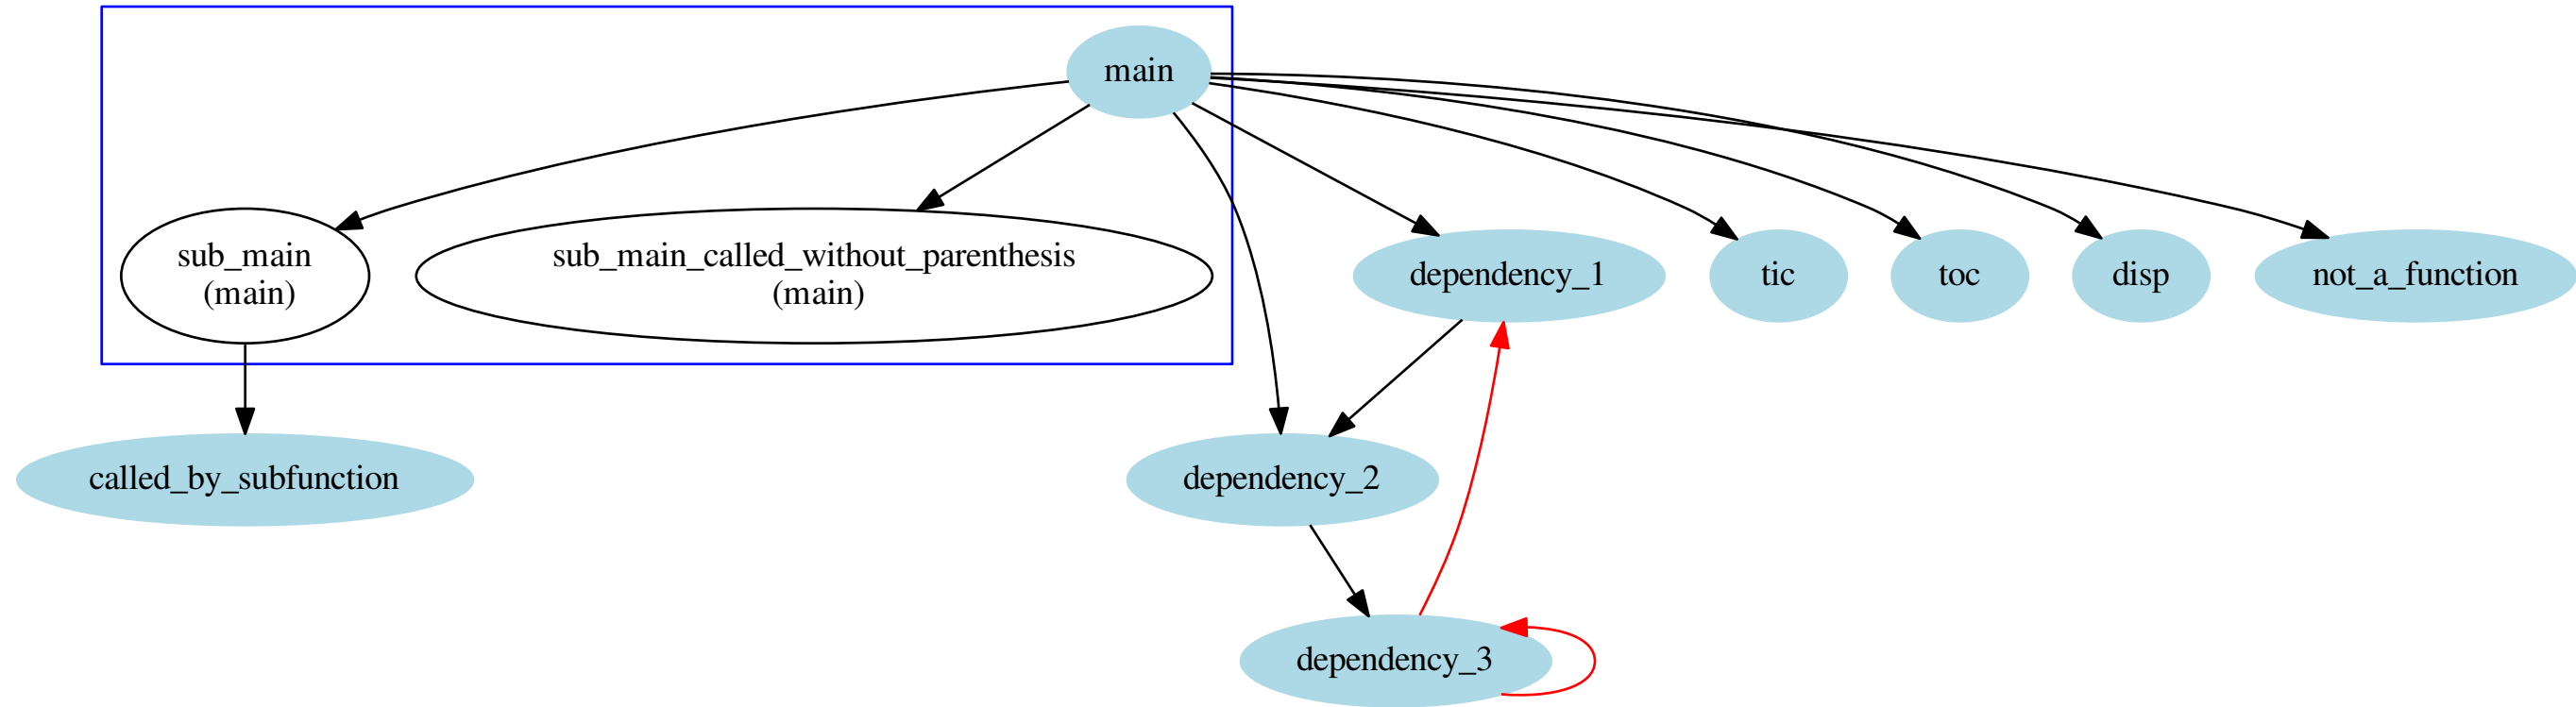 main
sub_main
(main)
sub_main_called_without_parenthesis
(main)
dependency_1
tic
toc
disp
not_a_function
called_by_subfunction
dependency_2
dependency_3